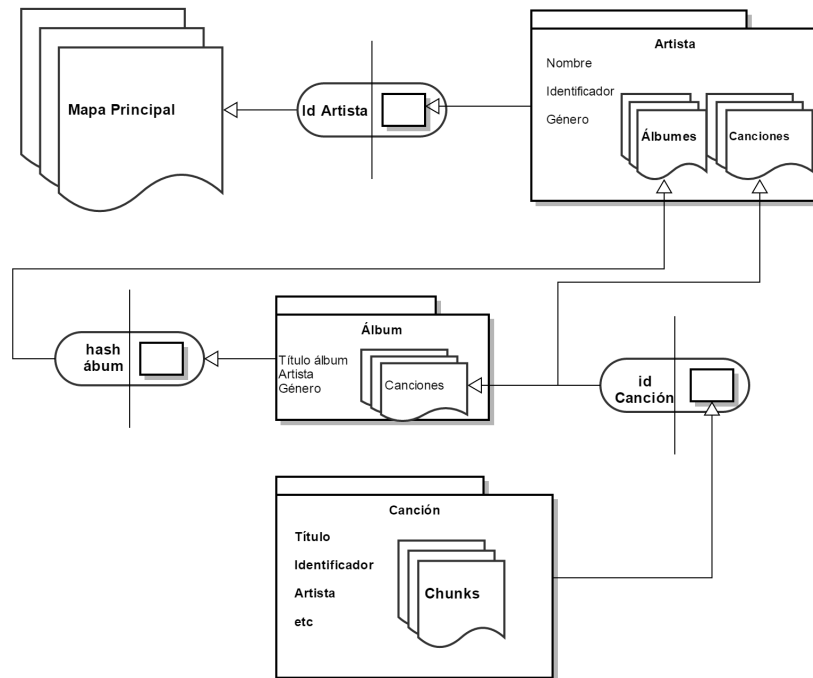 Mapa Principal
Id Artista
Artista
Nombre
Identificador
Género
Álbumes
Canciones
hash
ábum
Álbum
Título álbum
Artista
Género
Canciones
id
Canción
Canción
Título
Identificador
Artista
etc
Chunks